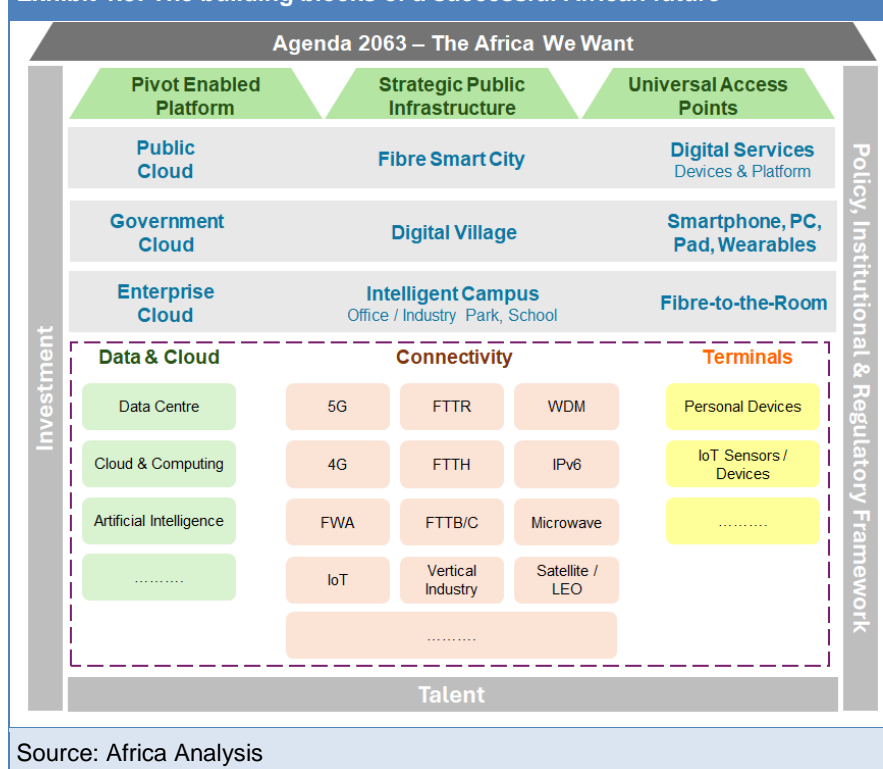 Agenda 2063 – The Africa We Want
Pivot Enabled
Platform
Strategic Public
Infrastructure
Universal Access
Points
Public
Cloud
Fibre Smart City
Digital Services
Devices & Platform
Government
Cloud
Digital Village
Smartphone, PC,
Pad, Wearables
Enterprise
Cloud
Intelligent Campus
Office / Industry Park, School
Fibre-to-the-Room
Investment
Policy, Institutional & Regulatory Framework
Data & Cloud
Connectivity
Terminals
Data Centre
5G
FTTR
WDM
Personal Devices
Cloud & Computing
4G
FTTH
IPv6
IoT Sensors /
Devices
Artificial Intelligence
FWA
FTTB/C
Microwave
……….
……….
IoT
Vertical
Industry
Satellite /
LEO
……….
Talent
Source: Africa Analysis